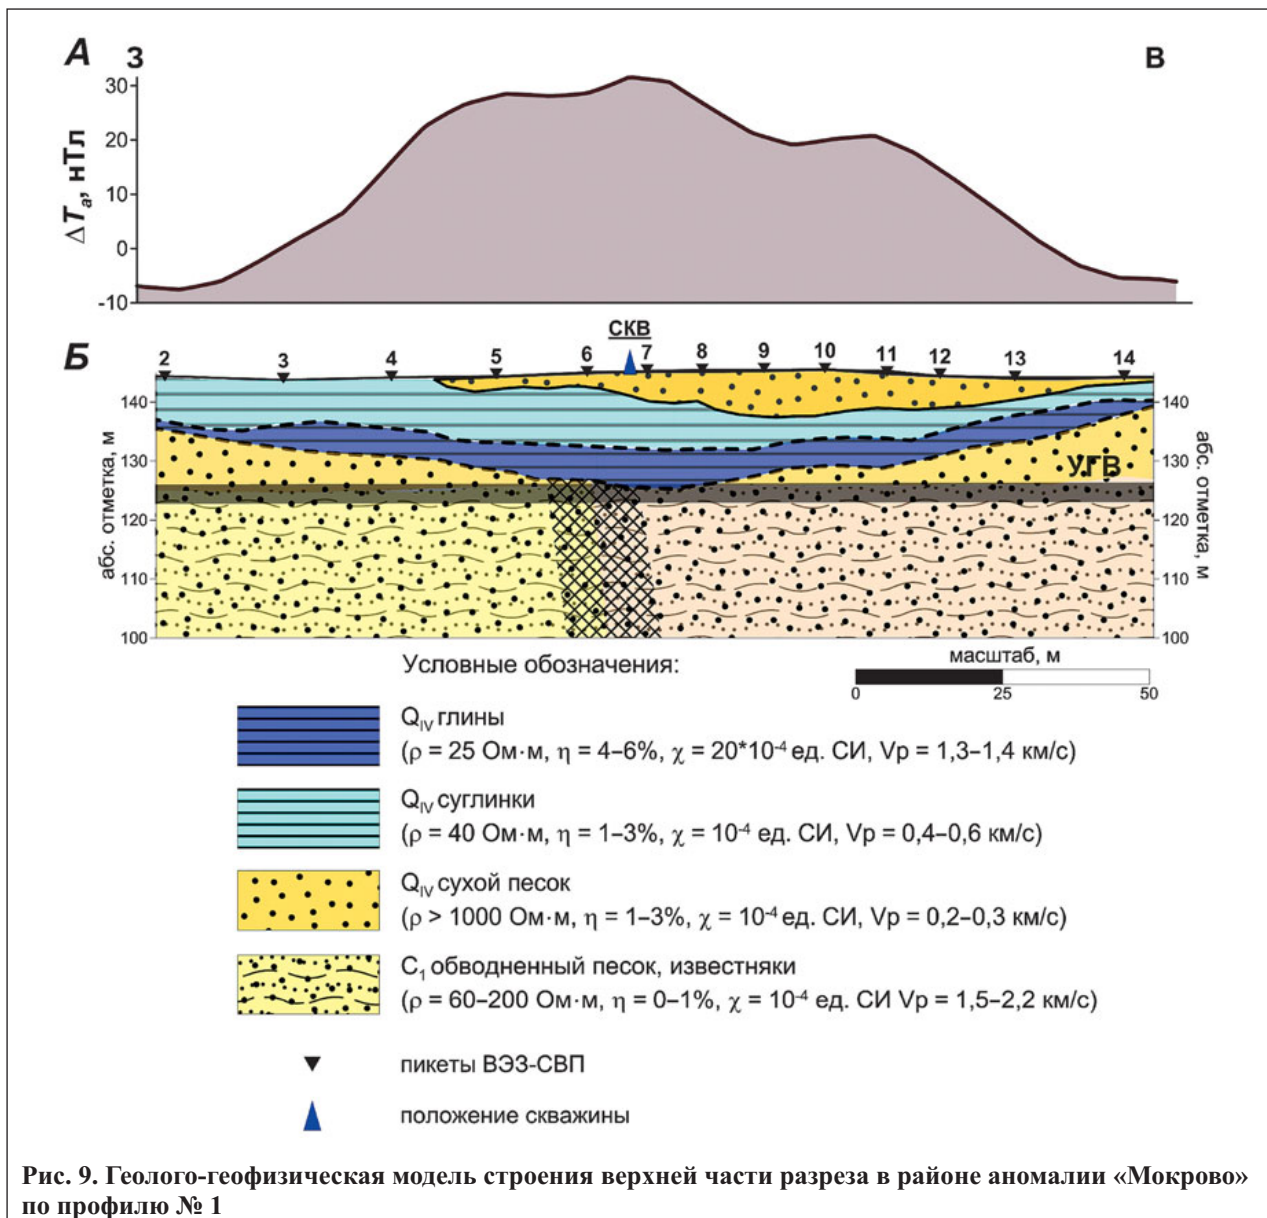 А З В
30
20
10
0
-10
ΔTа, нТл
Б
СКВ
2 3 4 5 6 7 8 9 10 11 12 13 14
140
130
120
110
100
абс. отметка, м
УГВ
140
130
120
110
100
абс. отметка, м
Условные обозначения:
масштаб, м
0 25 50
QIV глины
(ρ = 25 Ом·м, η = 4–6%, χ = 20*10-4 ед. СИ, Vp = 1,3–1,4 км/с)
QIV суглинки
(ρ = 40 Ом·м, η = 1–3%, χ = 10-4 ед. СИ, Vp = 0,4–0,6 км/с)
QIV сухой песок
(ρ > 1000 Ом·м, η = 1–3%, χ = 10-4 ед. СИ, Vp = 0,2–0,3 км/с)
C1 обводненный песок, известняки
(ρ = 60–200 Ом·м, η = 0–1%, χ = 10-4 ед. СИ Vp = 1,5–2,2 км/с)
пикеты ВЭЗ-СВП
положение скважины
Рис. 9. Геолого-геофизическая модель строения верхней части разреза в районе аномалии «Мокрово»
по профилю № 1